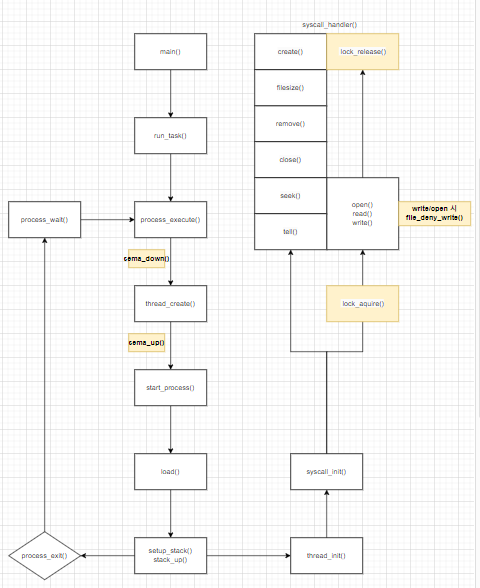 syscall_handler()
main()
create()
lock_release()
filesize()
run_task()
remove()
close()
process_wait()
process_execute()
seek()
open()
read()
write()
write/open 시
file_deny_write()
tell()
sema_down()
thread_create()
lock_aquire()
sema_up()
start_process()
load()
syscall_init()
process_exit()
setup_stack()
stack_up()
thread_init()